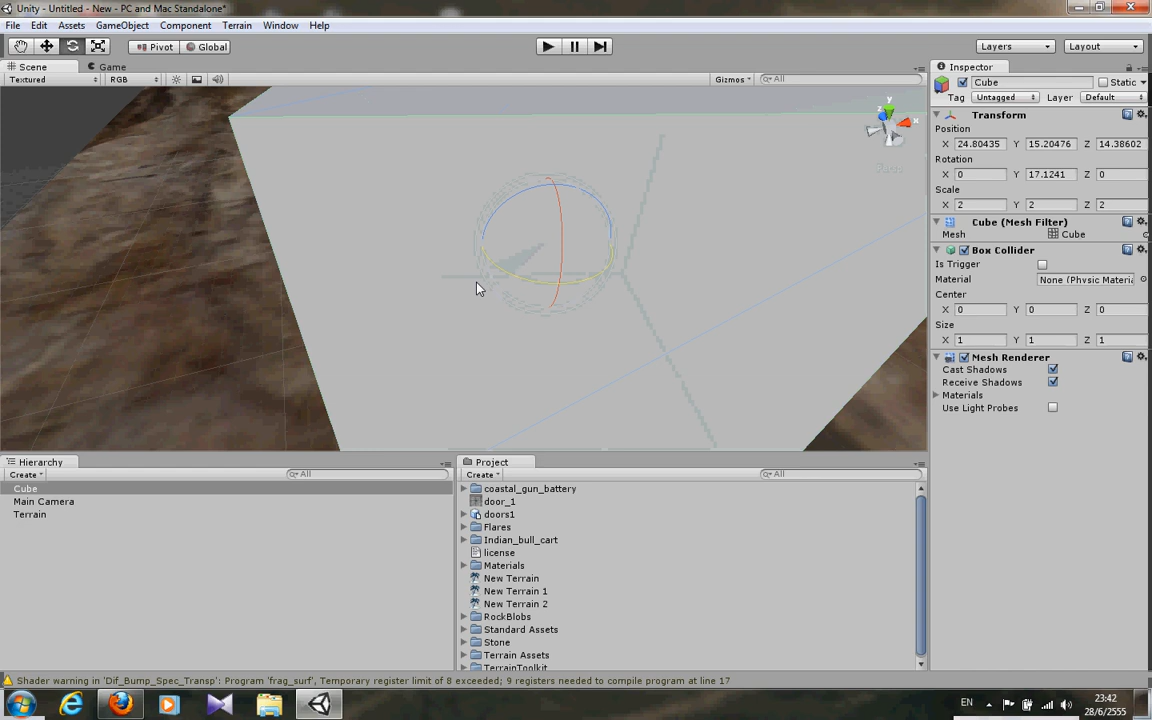 Unity - Untitled - New - PC and Mac Standalone*
File Edit Assets GameObject Component Terrain Window Help
Pivot Global Layers Layout
Scene Game
Textured RGB Gizmos All
y
z x
Inspector
Cube Static
Tag Untagged Layer Default
Transform
Position
X 24.80435 Y 15.20476 Z 14.38602
Rotation
X 0 Y 17.1241 Z 0
Scale
X 2 Y 2 Z 2
Cube (Mesh Filter)
Mesh Cube
Box Collider
Is Trigger
Material None (Physic Materia
Center
X 0 Y 0 Z 0
Size
X 1 Y 1 Z 1
Mesh Renderer
Cast Shadows
Receive Shadows
Materials
Use Light Probes
Hierarchy
Create All
Cube
Main Camera
Terrain
Project
Create All
coastal_gun_battery
door_1
doors1
Flares
Indian_bull_cart
license
Materials
New Terrain
New Terrain 1
New Terrain 2
RockBlobs
Standard Assets
Stone
Terrain Assets
TerrainToolkit
Shader warning in 'Dif_Bump_Spec_Transp': Program 'frag_surf', Temporary register limit of 8 exceeded; 9 registers needed to compile program at line 17
EN 23:42
28/6/2555